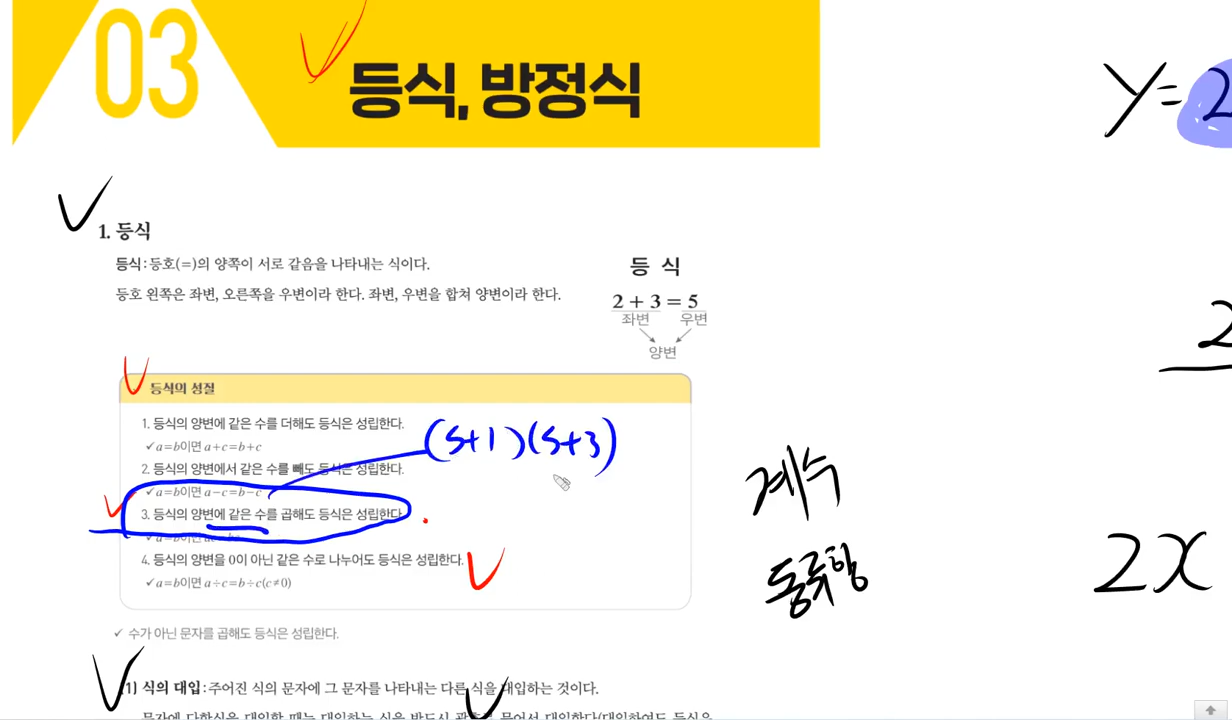 03
등식, 방정식
Y=2
1. 등식
등식: 등호(=)의 양쪽이 서로 같음을 나타내는 식이다.
등호 왼쪽은 좌변, 오른쪽을 우변이라 한다. 좌변, 우변을 합쳐 양변이라 한다.
등 식
2+3=5
좌변 우변
양변
2
등식의 성질
1. 등식의 양변에 같은 수를 더해도 등식은 성립한다.
✓ a=b이면 a+c=b+c
(s+1)(s+3)
2. 등식의 양변에서 같은 수를 빼도 등식은 성립한다.
✓ a=b이면 a-c=b-c
3. 등식의 양변에 같은 수를 곱해도 등식은 성립한다.
4. 등식의 양변을 0이 아닌 같은 수로 나누어도 등식은 성립한다.
✓ a=b이면 a÷c=b÷c(c≠0)
계수
동류항
2x
✓ 수가 아닌 문자를 곱해도 등식은 성립한다.
(1) 식의 대입: 주어진 식의 문자에 그 문자를 나타내는 다른 식을 대입하는 것이다.